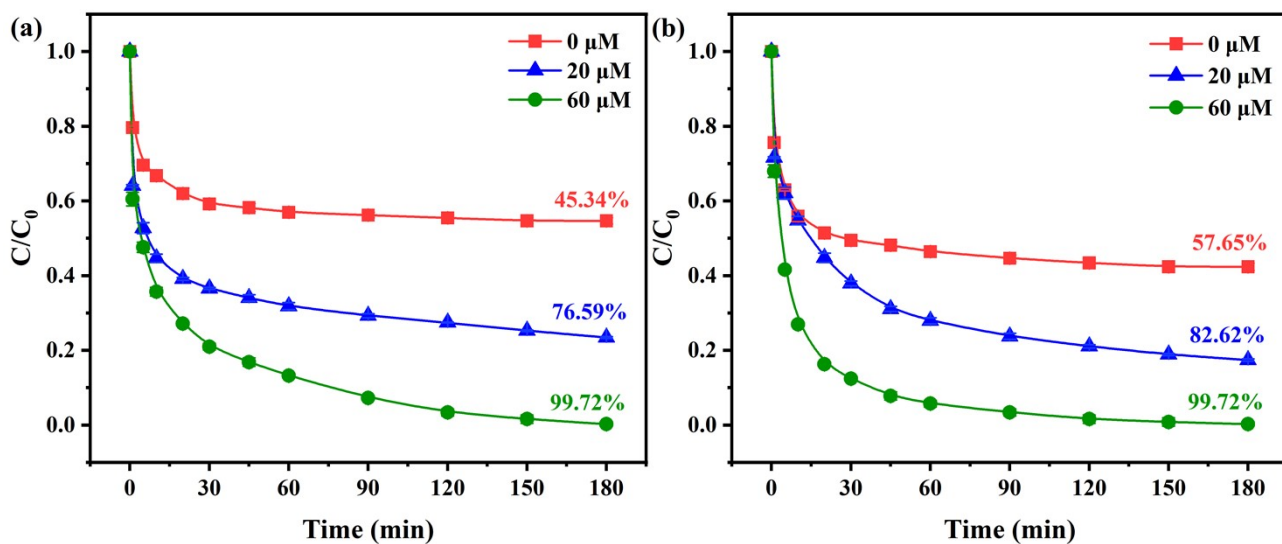 (a)
C/C₀
1.0
0.8
0.6
0.4
0.2
0.0
0 μM
20 μM
60 μM
45.34%
76.59%
99.72%
0 30 60 90 120 150 180
Time (min)
(b)
C/C₀
1.0
0.8
0.6
0.4
0.2
0.0
0 μM
20 μM
60 μM
57.65%
82.62%
99.72%
0 30 60 90 120 150 180
Time (min)